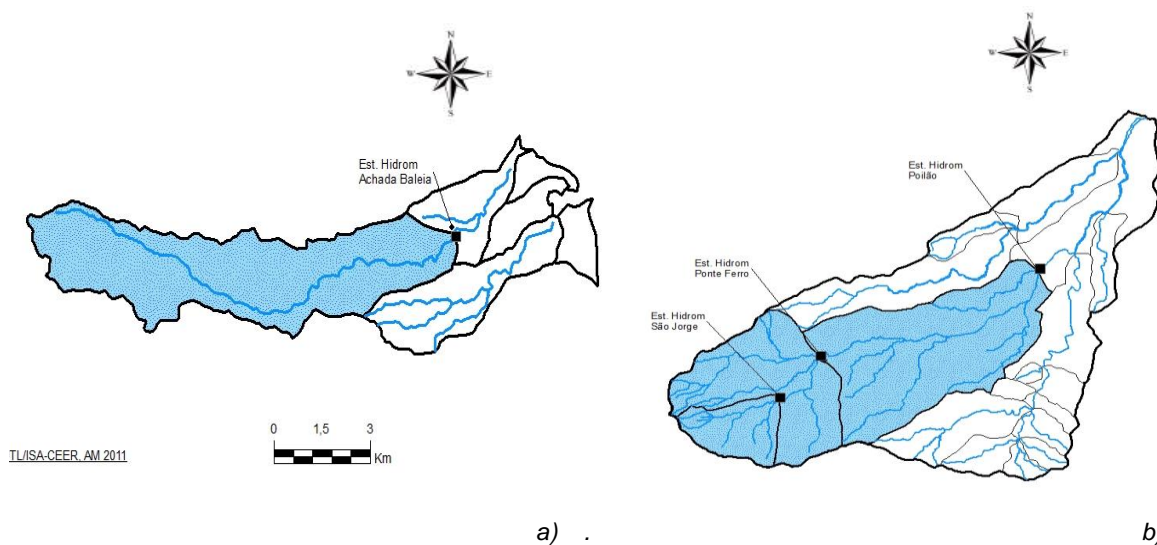 N
W E
S
Est. Hidrom
Achada Baleia
0 1,5 3
Km
TL/ISA-CEER, AM 2011
a) .
N
W E
S
Est. Hidrom
Poilão
Est. Hidrom
Ponte Ferro
Est. Hidrom
São Jorge
b)